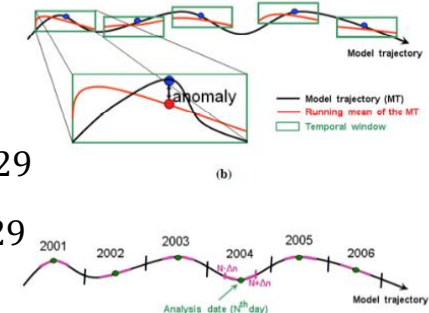 Model trajectory
anomaly
Model trajectory (MT)
Running mean of the MT
Temporal window
29
(b)
29
2001
2002
2003
2004
2005
2006
N-Δn
N+Δn
Model trajectory
Analysis date (Nth day)